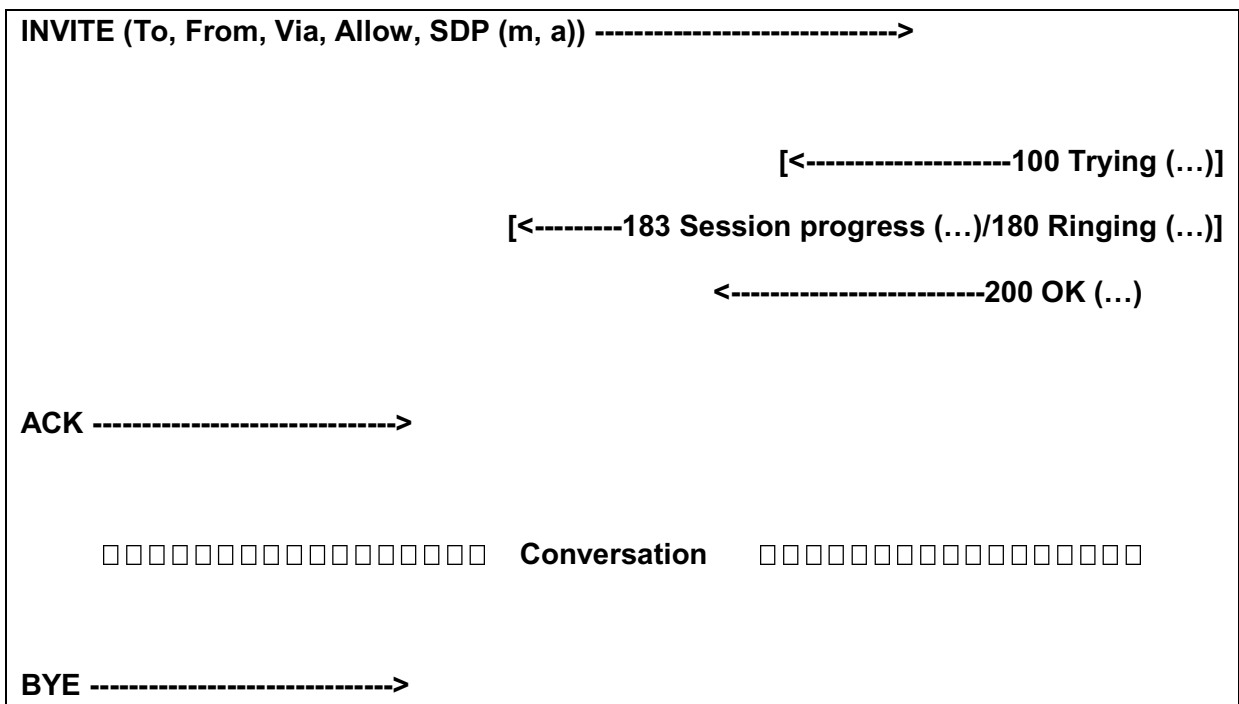 INVITE (To, From, Via, Allow, SDP (m, a)) ------------------------------->
[<---------------------100 Trying (…)]
[<---------183 Session progress (…)/180 Ringing (…)]
<--------------------------200 OK (…)
ACK ------------------------------->
□□□□□□□□□□□□□□□□□ Conversation □□□□□□□□□□□□□□□□□
BYE ------------------------------->